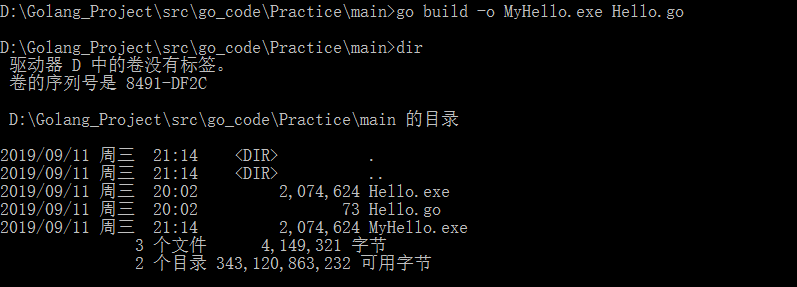 D:\Golang_Project\src\go_code\Practice\main>go build -o MyHello.exe Hello.go
D:\Golang_Project\src\go_code\Practice\main>dir
驱动器 D 中的卷没有标签。
卷的序列号是 8491-DF2C
D:\Golang_Project\src\go_code\Practice\main 的目录
2019/09/11 周三  21:14    <DIR>          .
2019/09/11 周三  21:14    <DIR>          ..
2019/09/11 周三  20:02         2,074,624 Hello.exe
2019/09/11 周三  20:02                73 Hello.go
2019/09/11 周三  21:14         2,074,624 MyHello.exe
3 个文件      4,149,321 字节
2 个目录 343,120,863,232 可用字节